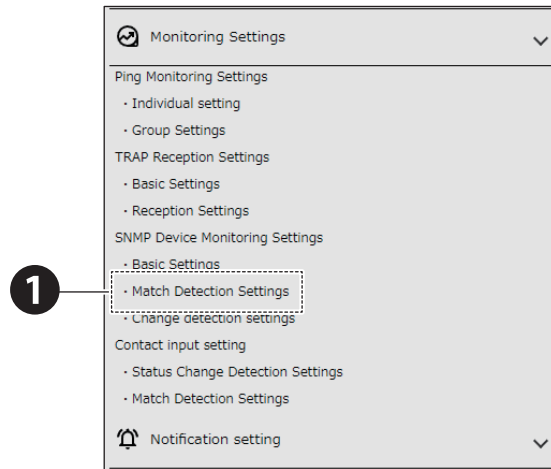 Monitoring Settings
Ping Monitoring Settings
・Individual setting
・Group Settings
TRAP Reception Settings
・Basic Settings
・Reception Settings
SNMP Device Monitoring Settings
・Basic Settings
1
・Match Detection Settings
・Change detection settings
Contact input setting
・Status Change Detection Settings
・Match Detection Settings
Notification setting